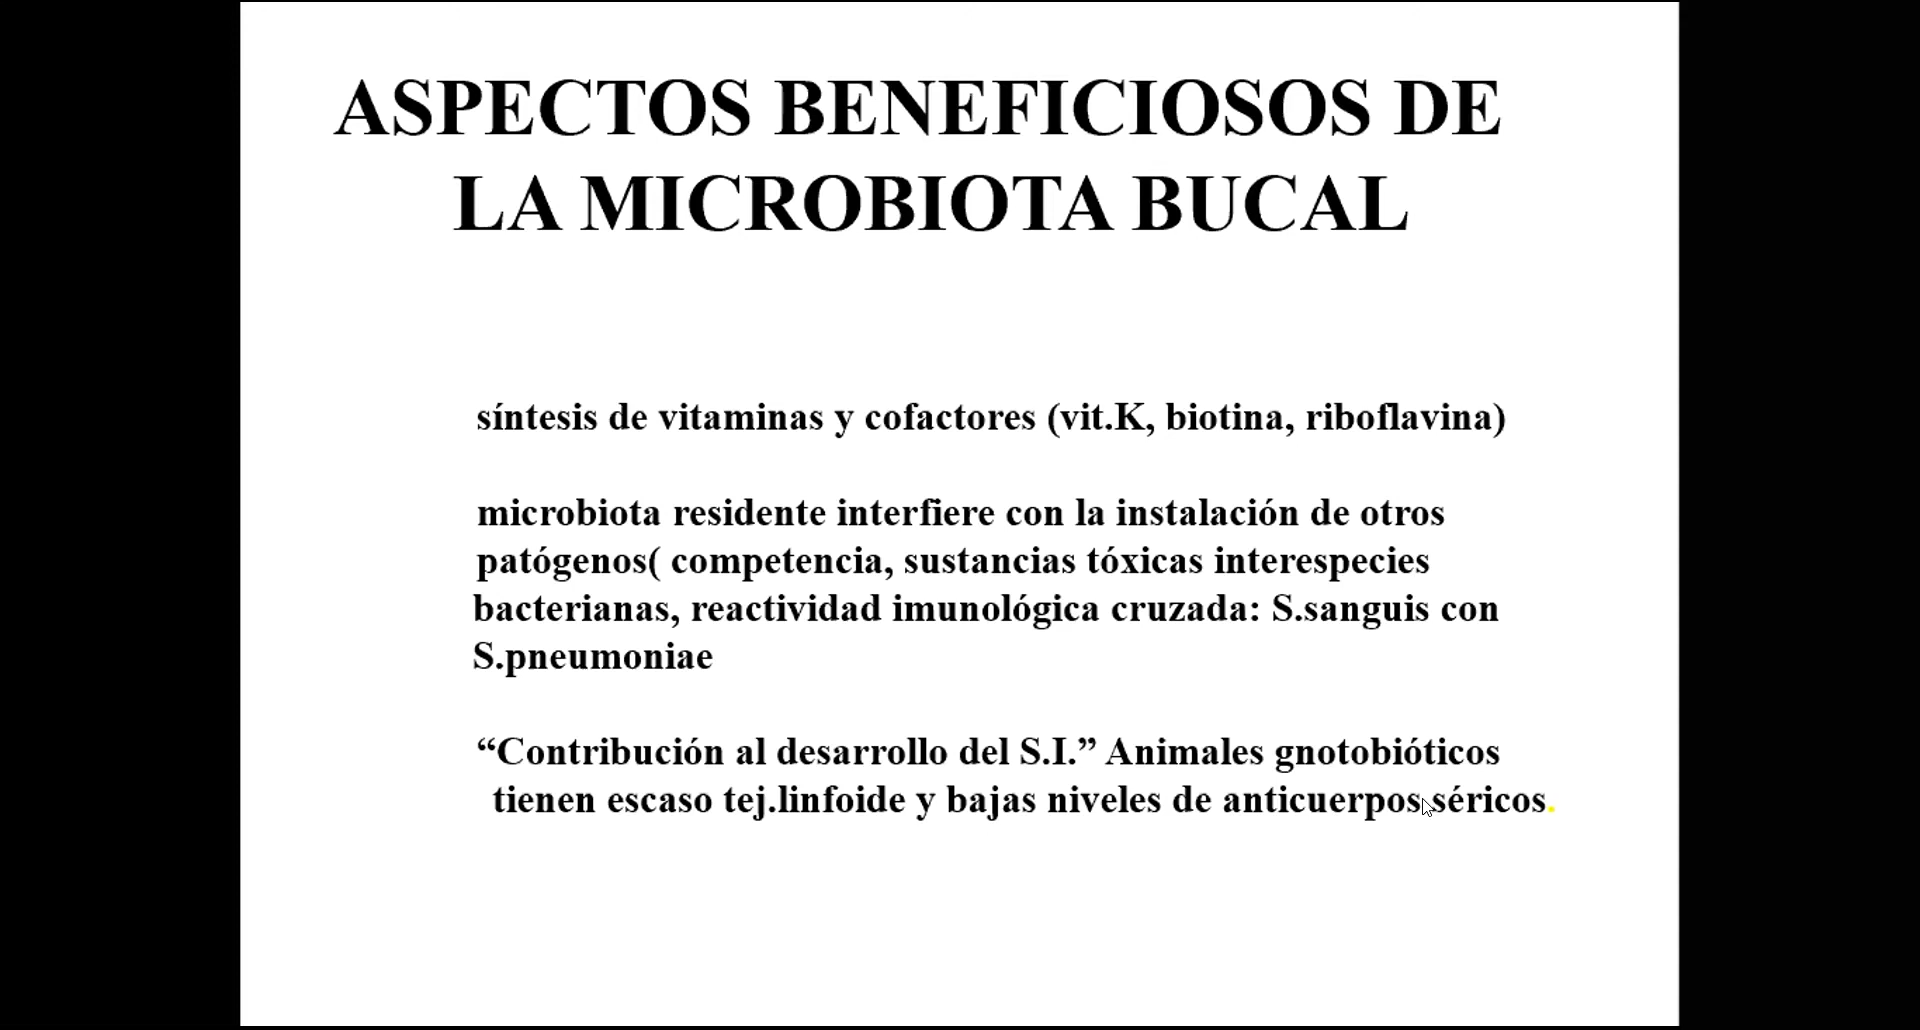 ASPECTOS BENEFICIOSOS DE
LA MICROBIOTA BUCAL
síntesis de vitaminas y cofactores (vit.K, biotina, riboflavina)
microbiota residente interfiere con la instalación de otros
patógenos( competencia, sustancias tóxicas interespecies
bacterianas, reactividad imunológica cruzada: S.sanguis con
S.pneumoniae
“Contribución al desarrollo del S.I.” Animales gnotobióticos
tienen escaso tej.linfoide y bajas niveles de anticuerpos séricos.